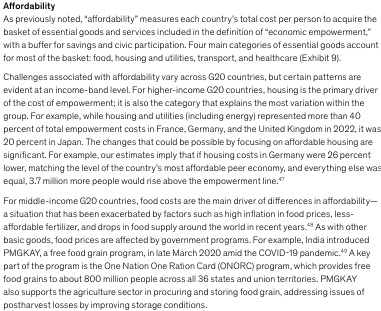 Affordability
As previously noted, “affordability” measures each country’s total cost per person to acquire the
basket of essential goods and services included in the definition of “economic empowerment,”
with a buffer for savings and civic participation. Four main categories of essential goods account
for most of the basket: food, housing and utilities, transport, and healthcare (Exhibit 9).
Challenges associated with affordability vary across G20 countries, but certain patterns are
evident at an income-band level. For higher-income G20 countries, housing is the primary driver
of the cost of empowerment; it is also the category that explains the most variation within the
group. For example, while housing and utilities (including energy) represented more than 40
percent of total empowerment costs in France, Germany, and the United Kingdom in 2022, it was
20 percent in Japan. The changes that could be possible by focusing on affordable housing are
significant. For example, our estimates imply that if housing costs in Germany were 26 percent
lower, matching the level of the country’s most affordable peer economy, and everything else was
equal, 3.7 million more people would rise above the empowerment line.⁴⁷
For middle-income G20 countries, food costs are the main driver of differences in affordability—
a situation that has been exacerbated by factors such as high inflation in food prices, less-
affordable fertilizer, and drops in food supply around the world in recent years.⁴⁸ As with other
basic goods, food prices are affected by government programs. For example, India introduced
PMGKAY, a free food grain program, in late March 2020 amid the COVID-19 pandemic.⁴⁹ A key
part of the program is the One Nation One Ration Card (ONORC) program, which provides free
food grains to about 800 million people across all 36 states and union territories. PMGKAY
also supports the agriculture sector in procuring and storing food grain, addressing issues of
postharvest losses by improving storage conditions.